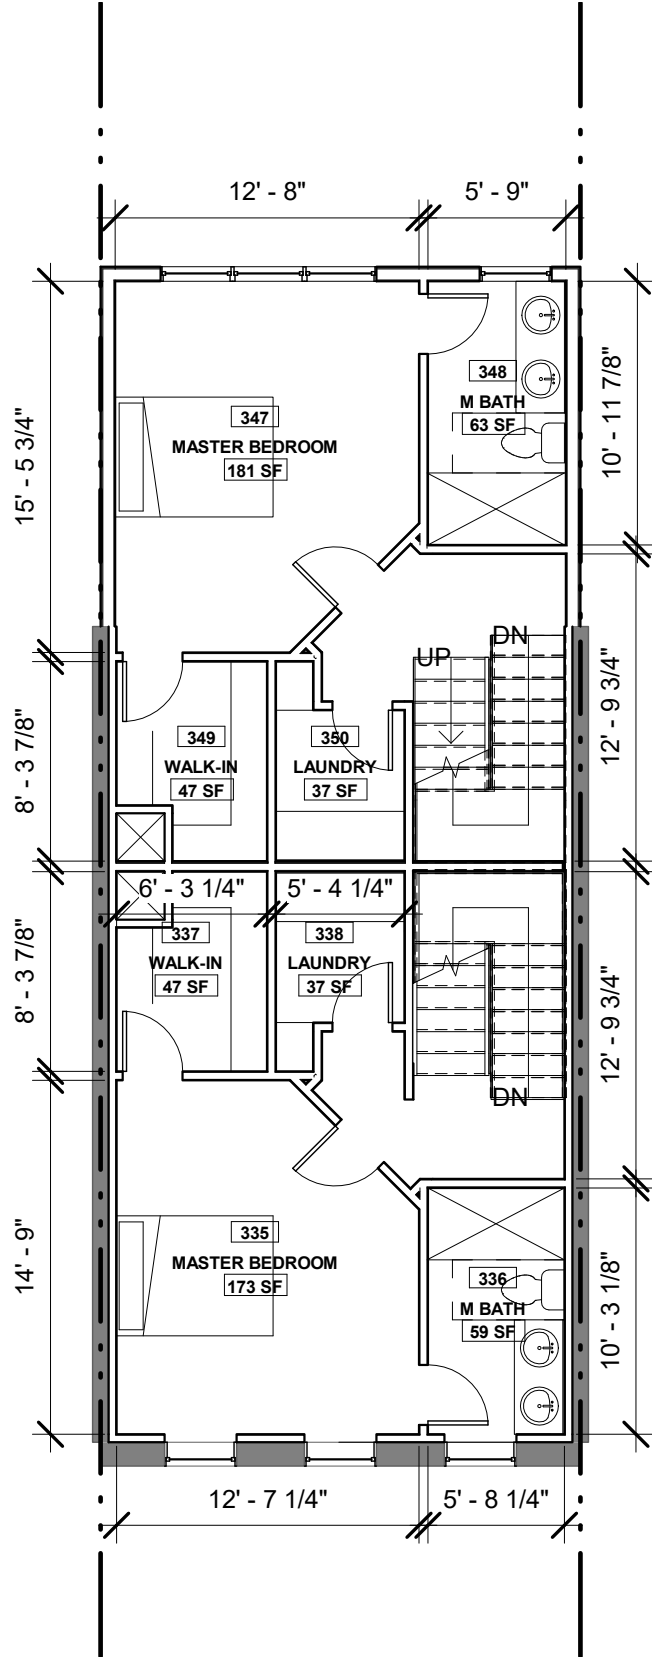 12' - 8"
5' - 9"
15' - 5 3/4"
10' - 11 7/8"
347
MASTER BEDROOM
181 SF
348
M BATH
63 SF
UP
DN
8' - 3 7/8"
12' - 9 3/4"
349
WALK-IN
47 SF
350
LAUNDRY
37 SF
6' - 3 1/4"
5' - 4 1/4"
8' - 3 7/8"
12' - 9 3/4"
337
WALK-IN
47 SF
338
LAUNDRY
37 SF
DN
14' - 9"
10' - 3 1/8"
335
MASTER BEDROOM
173 SF
336
M BATH
59 SF
12' - 7 1/4"
5' - 8 1/4"